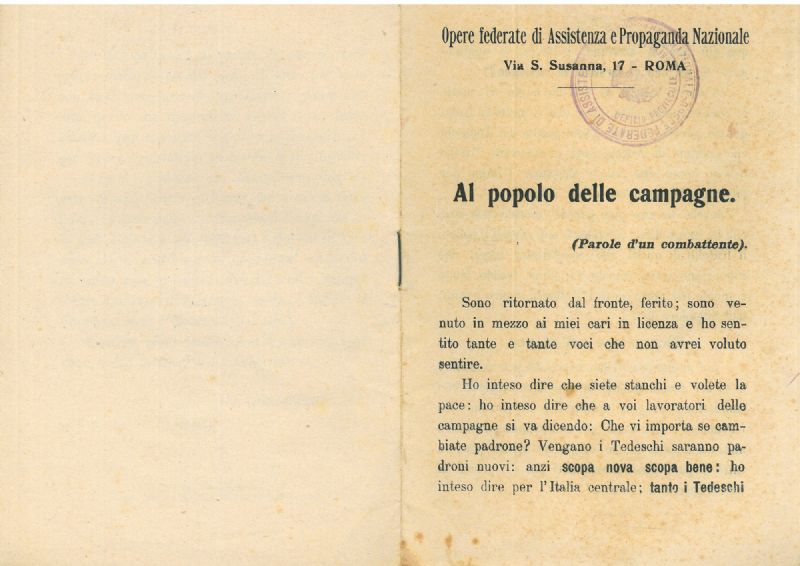 Opere federate di Assistenza e Propaganda Nazionale
Via S. Susanna, 17 - ROMA
FEDERATE DI ASSISTE
Al popolo delle campagne.
(Parole d'un combattente).
Sono ritornato dal fronte, ferito; sono ve-
nuto in mezzo ai miei cari in licenza e ho sen-
tito tante e tante voci che non avrei voluto
sentire.
Ho inteso dire che siete stanchi e volete la
pace: ho inteso dire che a voi lavoratori delle
campagne si va dicendo: Che vi importa se cam-
biate padrone? Vengano i Tedeschi saranno pa-
droni nuovi: anzi scopa nova scopa bene: ho
inteso dire per l'Italia centrale; tanto i Tedeschi